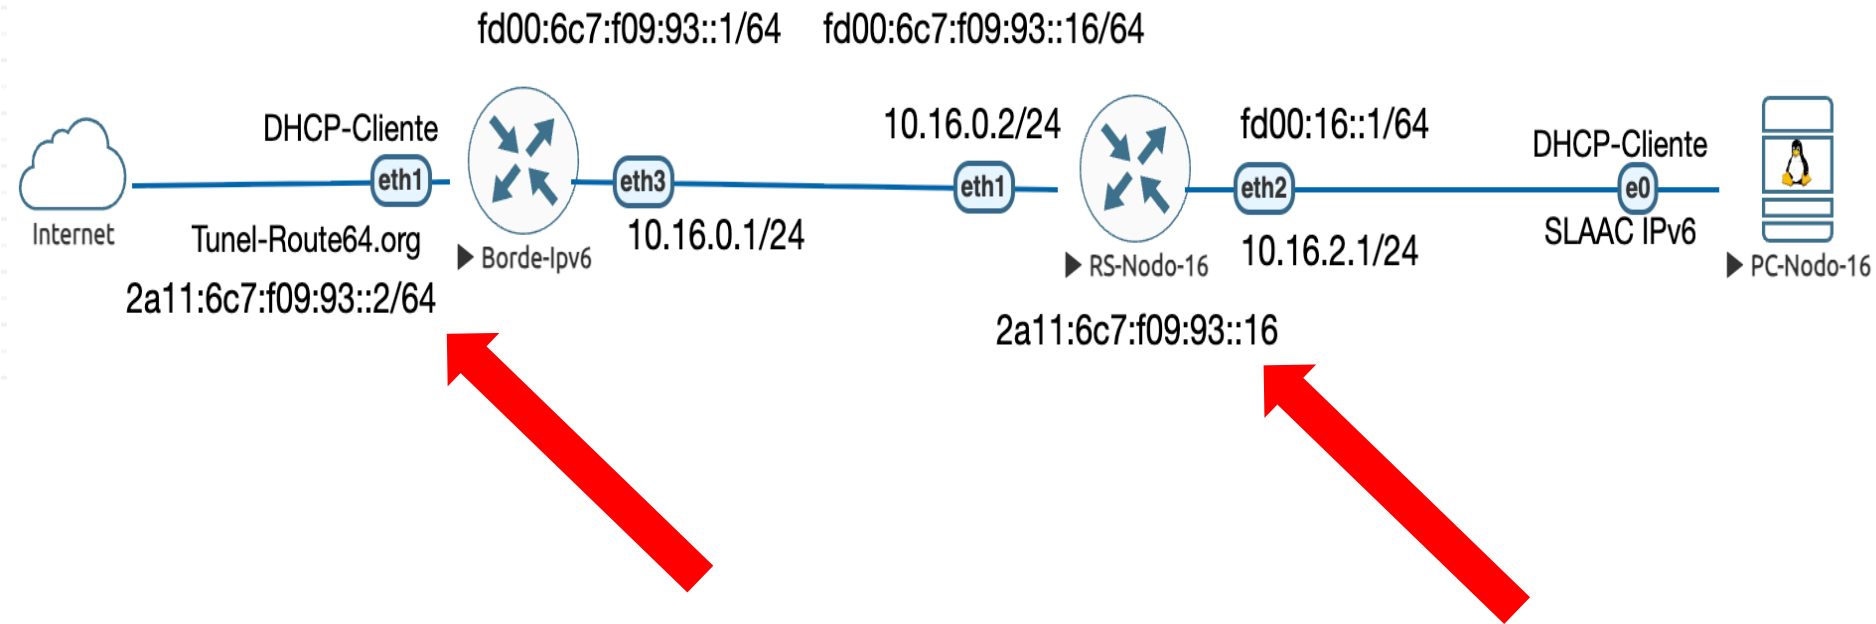 fd00:6c7:f09:93::1/64
fd00:6c7:f09:93::16/64
DHCP-Cliente
10.16.0.2/24
fd00:16::1/64
DHCP-Cliente
eth1
eth3
eth1
eth2
e0
Internet
Tunel-Route64.org
Borde-Ipv6
10.16.0.1/24
RS-Nodo-16
10.16.2.1/24
SLAAC IPv6
PC-Nodo-16
2a11:6c7:f09:93::2/64
2a11:6c7:f09:93::16